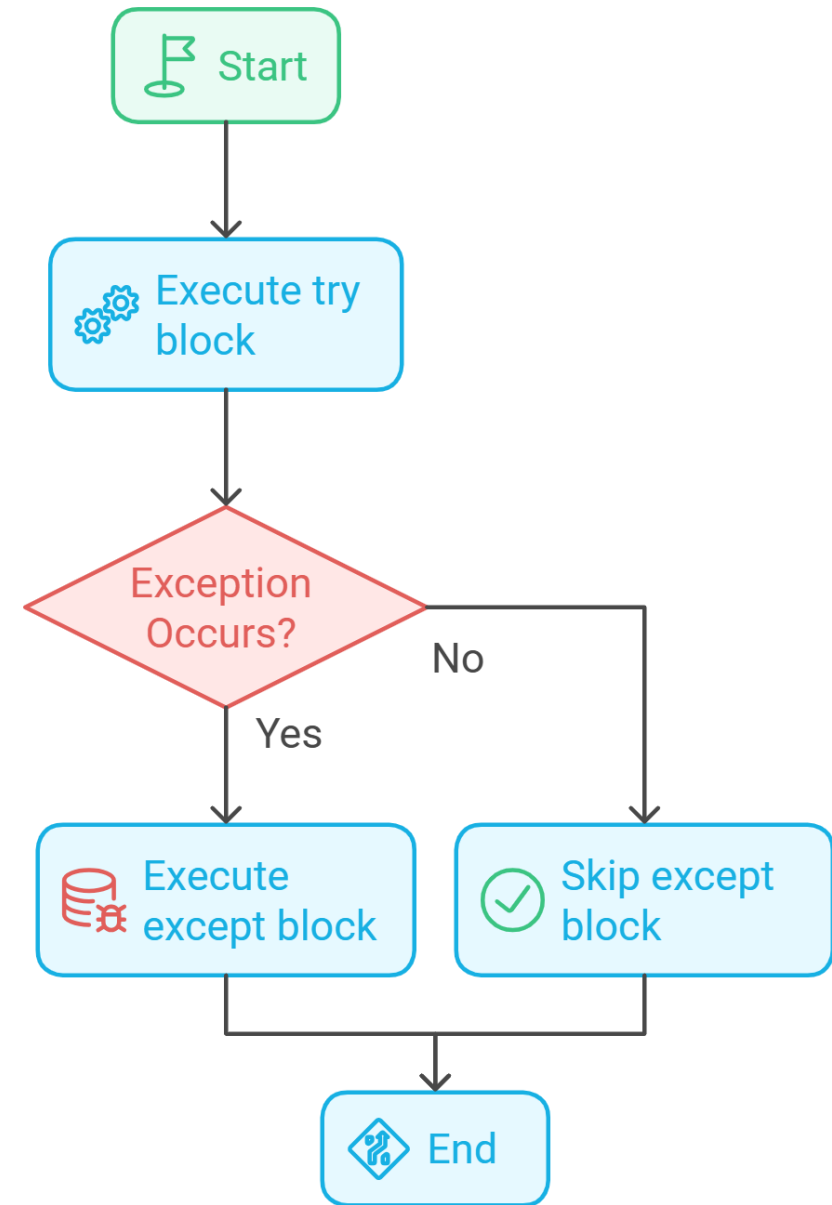 Start
Execute try
block
Exception
Occurs?
No
Yes
Execute
except block
Skip except
block
End